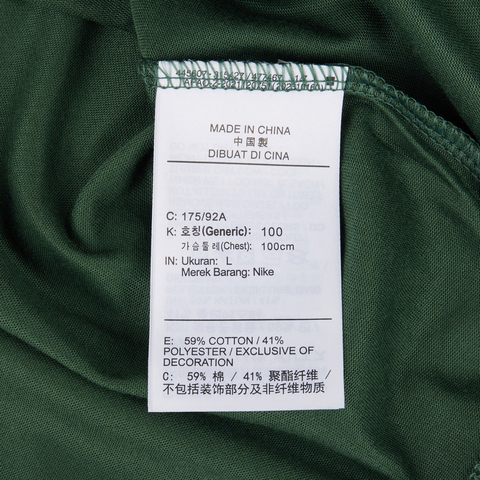 MADE IN CHINA
中国製
DIBUAT DI CINA
C: 175/92A
K: 호칭(Generic): 100
가슴둘레(Chest): 100cm
IN: Ukuran: L
Merek Barang: Nike
E: 59% COTTON / 41%
POLYESTER / EXCLUSIVE OF
DECORATION
C: 59% 棉 / 41% 聚酯纤维 /
不包括装饰部分及非纤维物质